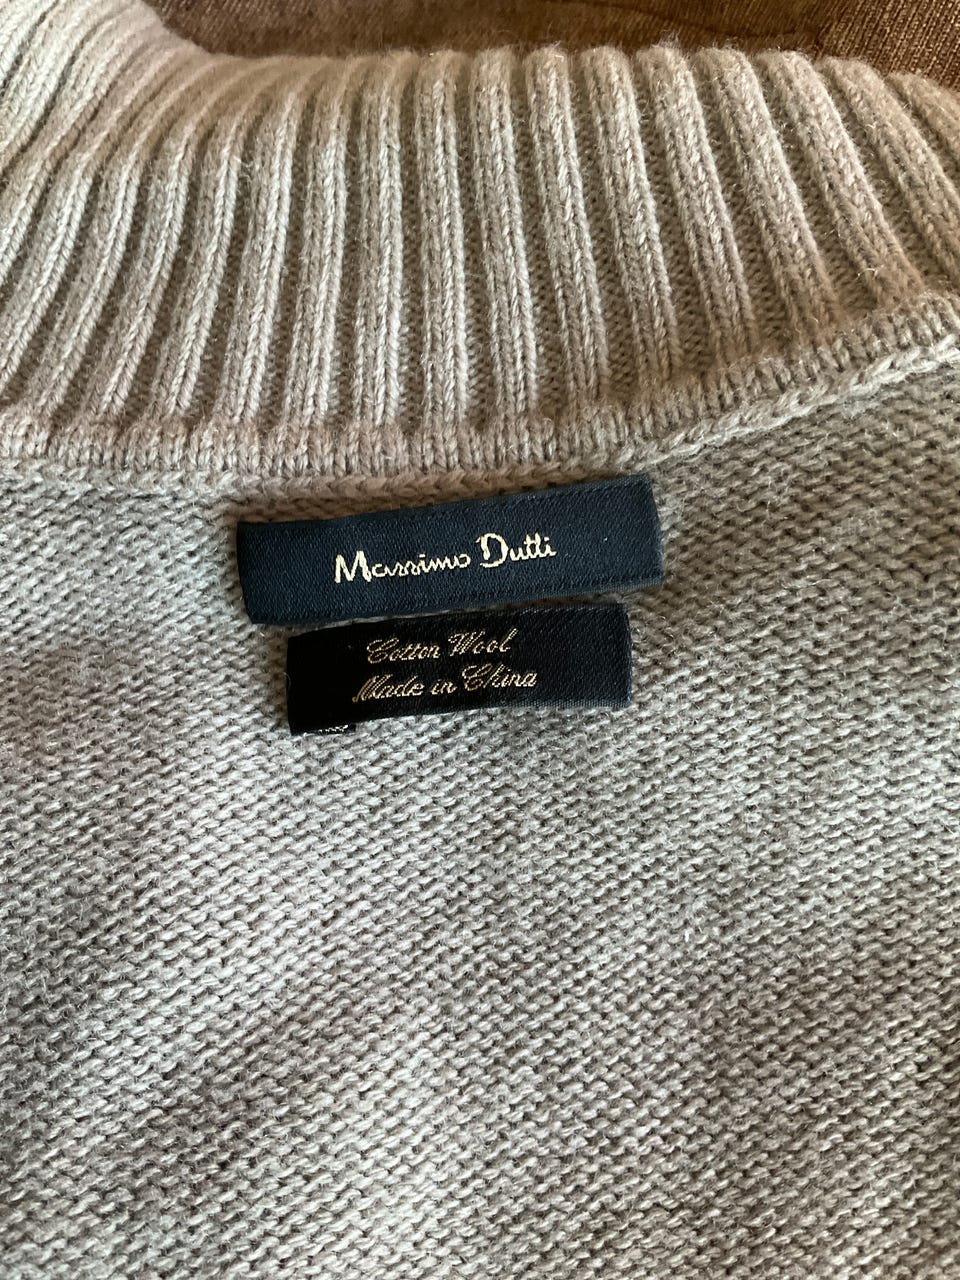 Massimo Dutti
Cotton Wool
Made in China